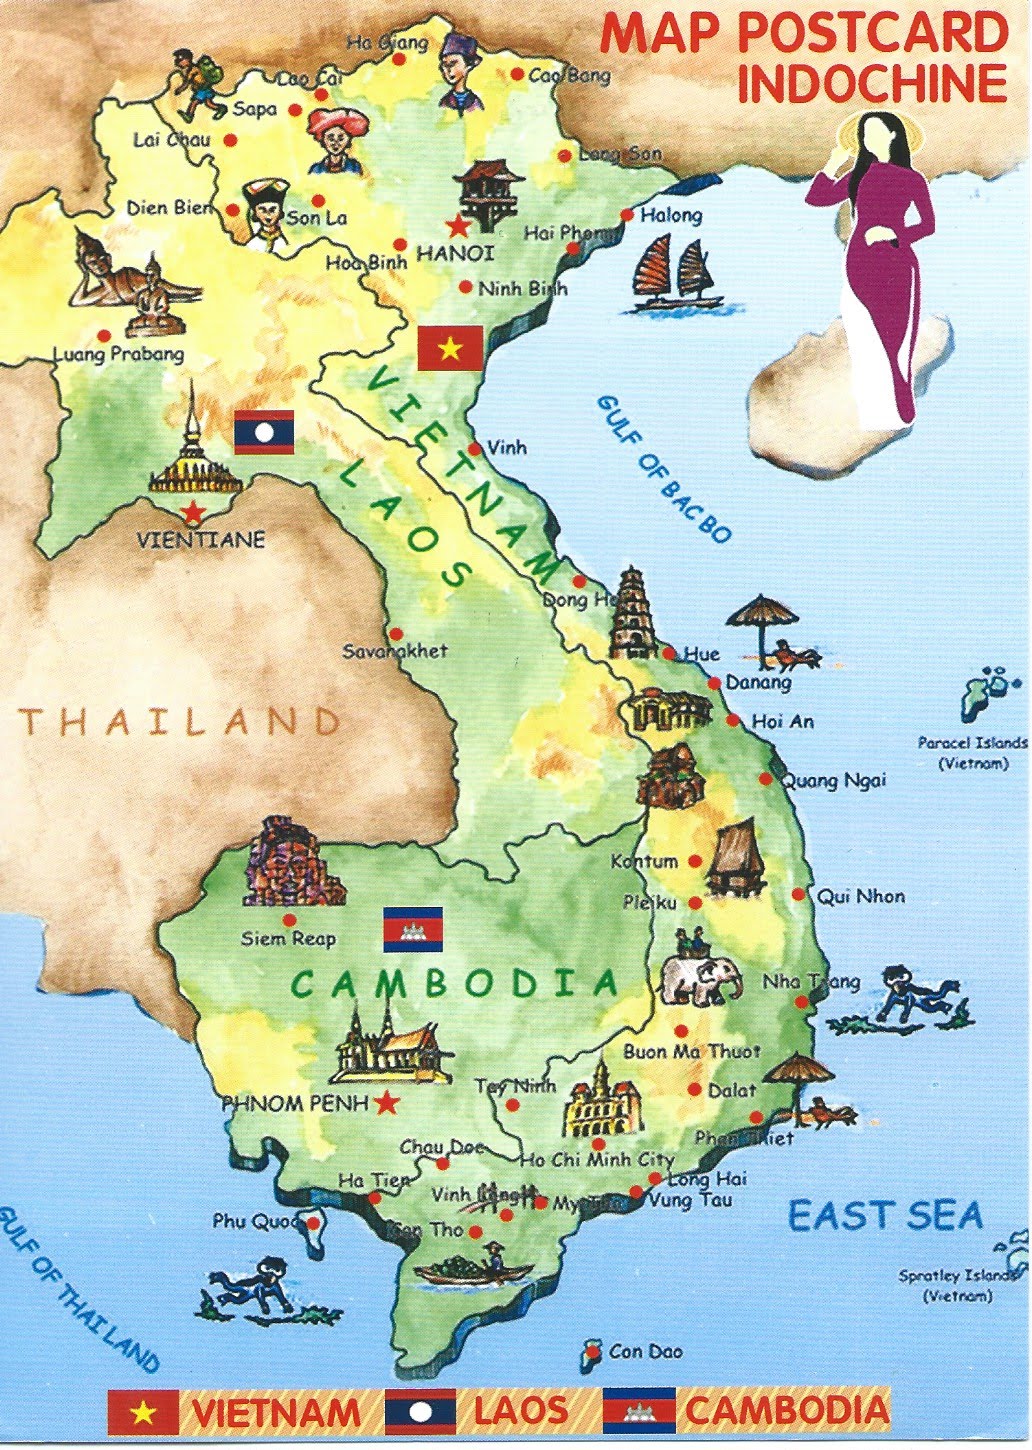 MAP POSTCARD
INDOCHINE
Ha Giang
Cao Bang
Lao Cai
Sapa
Lai Chau
Lang Son
Dien Bien
Son La
Halong
Hai Phong
HANOI
Hoa Binh
Ninh Binh
Luang Prabang
VIETNAM
GULF OF BAC BO
Vinh
LAOS
VIENTIANE
Dong Ha
Savanakhet
Hue
Danang
THAILAND
Hoi An
Paracel Islands
(Vietnam)
Quang Ngai
Kontum
Pleiku
Qui Nhon
Siem Reap
CAMBODIA
Nha Trang
Buon Ma Thuot
Tay Ninh
Dalat
PHNOM PENH
Phan Thiet
Chau Doc
Ho Chi Minh City
Ha Tien
Long Hai
Vinh Long
My Tho
Vung Tau
Phu Quoc
Can Tho
EAST SEA
GULF OF THAILAND
Spratley Islands
(Vietnam)
Con Dao
VIETNAM
LAOS
CAMBODIA